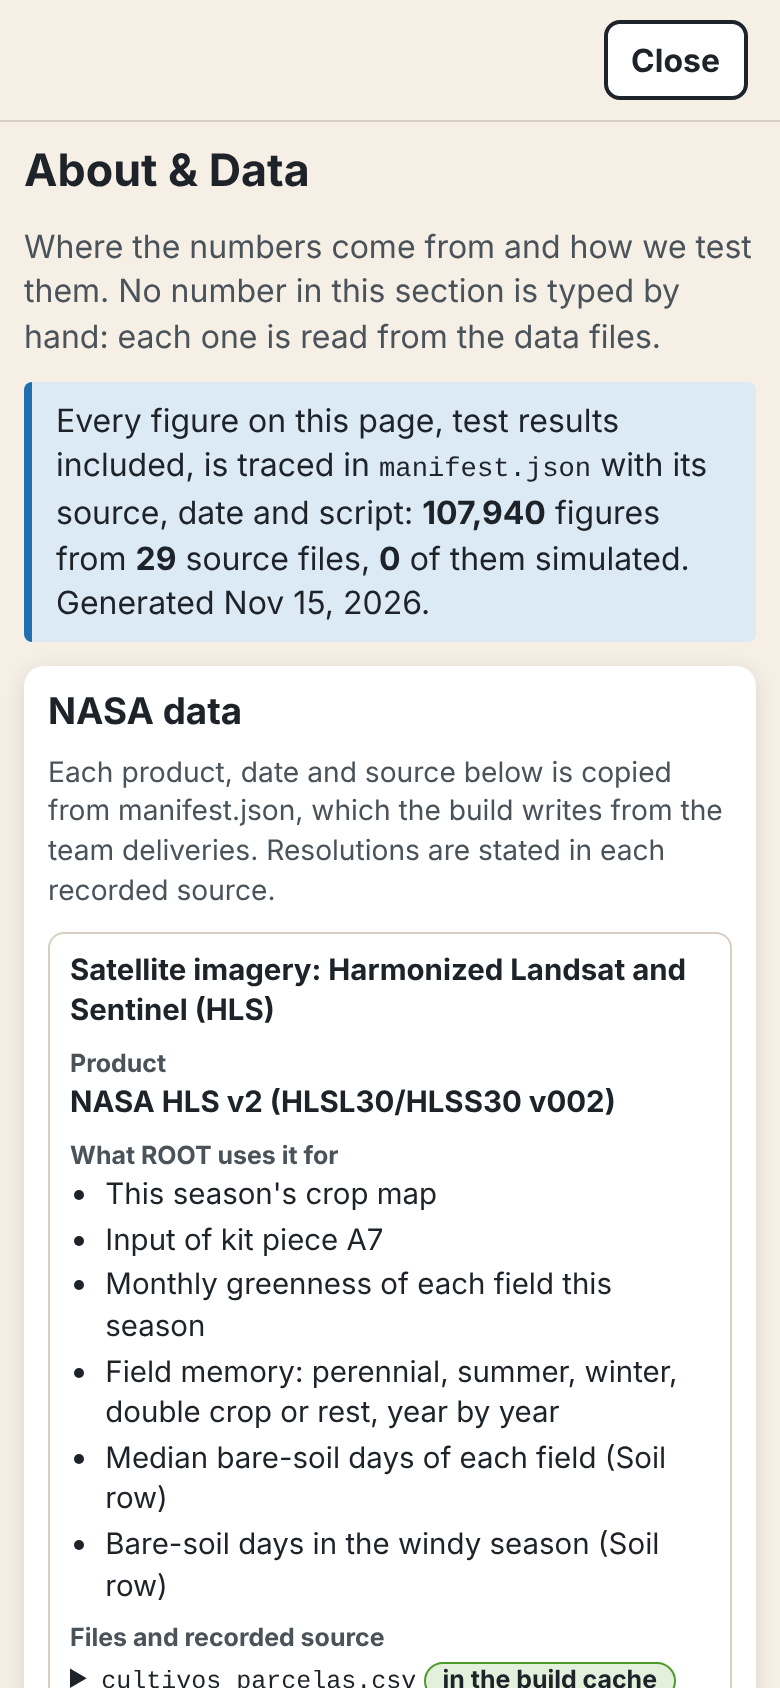 Close
About & Data
Where the numbers come from and how we test
them. No number in this section is typed by
hand: each one is read from the data files.
Every figure on this page, test results
included, is traced in manifest.json with its
source, date and script: 107,940 figures
from 29 source files, 0 of them simulated.
Generated Nov 15, 2026.
NASA data
Each product, date and source below is copied
from manifest.json, which the build writes from the
team deliveries. Resolutions are stated in each
recorded source.
Satellite imagery: Harmonized Landsat and
Sentinel (HLS)
Product
NASA HLS v2 (HLSL30/HLSS30 v002)
What ROOT uses it for
• This season's crop map
• Input of kit piece A7
• Monthly greenness of each field this
season
• Field memory: perennial, summer, winter,
double crop or rest, year by year
• Median bare-soil days of each field (Soil
row)
• Bare-soil days in the windy season (Soil
row)
Files and recorded source
▶ cultivos_parcelas.csv in the build cache